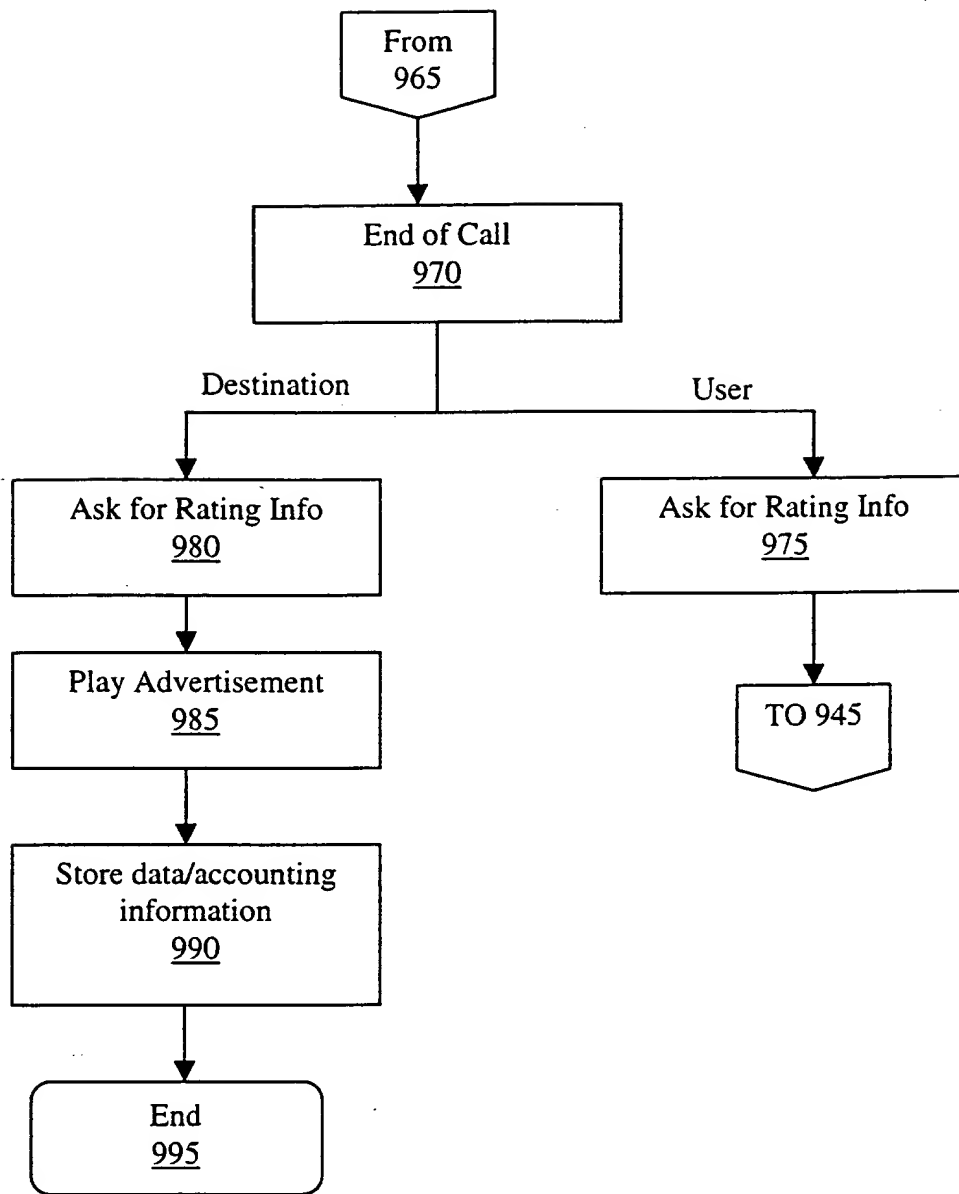 From
965
End of Call
970
Destination
User
Ask for Rating Info
980
Ask for Rating Info
975
Play Advertisement
985
TO 945
Store data/accounting
information
990
End
995